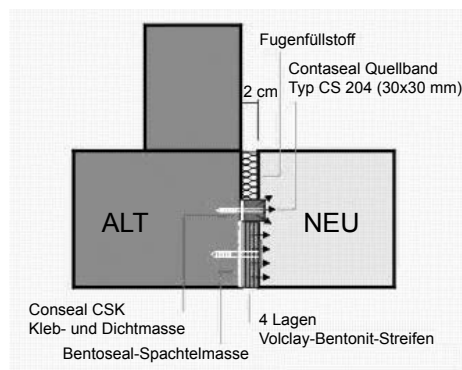 Fugenfüllstoff
Contaseal Quellband
Typ CS 204 (30x30 mm)
2 cm
ALT
NEU
Conseal CSK
Kleb- und Dichtmasse
4 Lagen
Volclay-Bentonit-Streifen
Bentoseal-Spachtelmasse